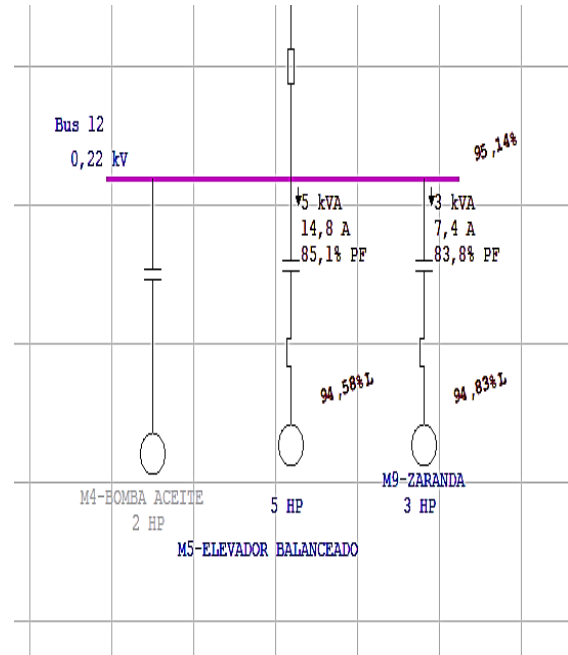 Bus 12
0,22 kV
95,14%
5 kVA
14,8 A
85,1% PF
3 kVA
7,4 A
83,8% PF
94,58%L
94,83%L
M4-BOMBA ACEITE
2 HP
5 HP
M5-ELEVADOR BALANCEADO
M9-ZARANDA
3 HP